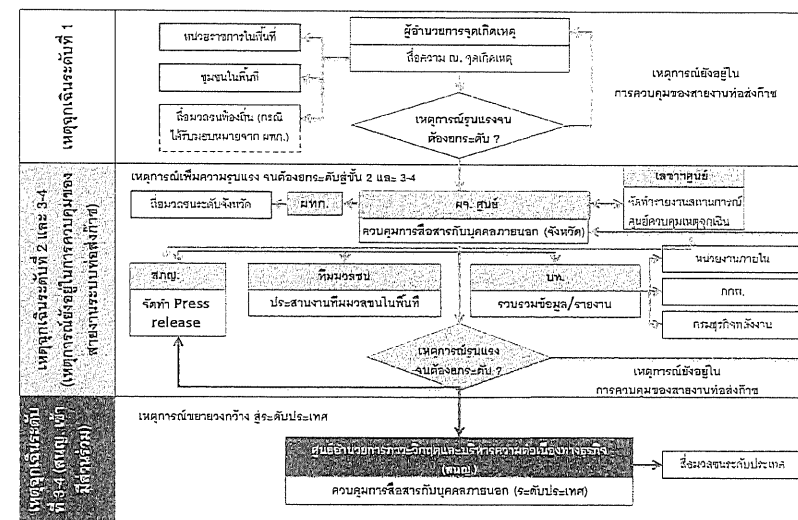 เหตุฉุกเฉินระดับที่ 1
ผู้อำนวยการจุดเกิดเหตุ
สื่อความ ณ. จุดเกิดเหตุ
หน่วยราชการในพื้นที่
ชุมชนในพื้นที่
สื่อมวลชนท้องถิ่น (กรณี
ได้รับมอบหมายจาก ผทก.)
เหตุการณ์รุนแรงจน
ต้องยกระดับ ?
เหตุการณ์ยังอยู่ใน
การควบคุมของสายงานท่อส่งก๊าซ
เหตุฉุกเฉินระดับที่ 2 และ 3-4
(เหตุการณ์ยังอยู่ในการควบคุมของ
สายงานระบบท่อส่งก๊าซ)
เหตุการณ์เพิ่มความรุนแรง จนต้องยกระดับสู่ขั้น 2 และ 3-4
สื่อมวลชนระดับจังหวัด
ผทก.
ผจ. ศูนย์
ควบคุมการสื่อสารกับบุคคลภายนอก (จังหวัด)
เลขาฯศูนย์
จัดทำรายงานสถานการณ์
ศูนย์ควบคุมเหตุฉุกเฉิน
สภญ.
จัดทำ Press
release
ทีมมวลชน
ประสานงานทีมมวลชนในพื้นที่
บท.
รวบรวมข้อมูล/รายงาน
หน่วยงานภายใน
กกพ.
กรมธุรกิจพลังงาน
เหตุการณ์รุนแรง
จนต้องยกระดับ ?
เหตุการณ์ยังอยู่ใน
การควบคุมของสายงานท่อส่งก๊าซ
เหตุฉุกเฉินระดับ
ที่ 3-4 (สนญ. เข้า
มีส่วนร่วม)
เหตุการณ์ขยายวงกว้าง สู่ระดับประเทศ
ศูนย์อำนวยการภาวะวิกฤตและบริหารความต่อเนื่องทางธุรกิจ
(สนญ.)
ควบคุมการสื่อสารกับบุคคลภายนอก (ระดับประเทศ)
สื่อมวลชนระดับประเทศ